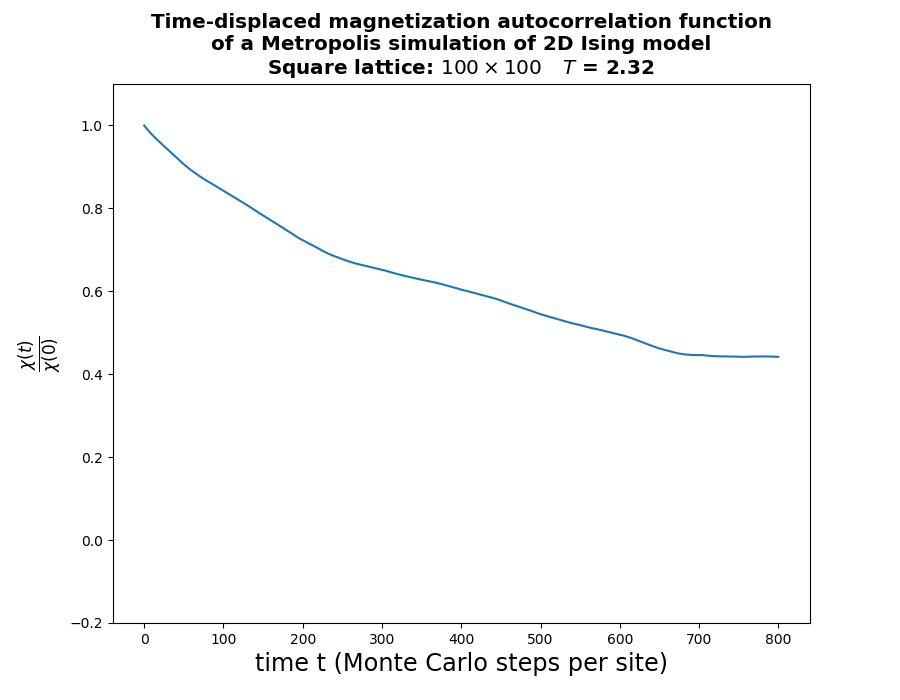 Time-displaced magnetization autocorrelation function
of a Metropolis simulation of 2D Ising model
Square lattice: 100 × 100 T = 2.32
1.0
0.8
0.6
0.4
0.2
0.0
−0.2
χ(t)
χ(0)
0 100 200 300 400 500 600 700 800
time t (Monte Carlo steps per site)